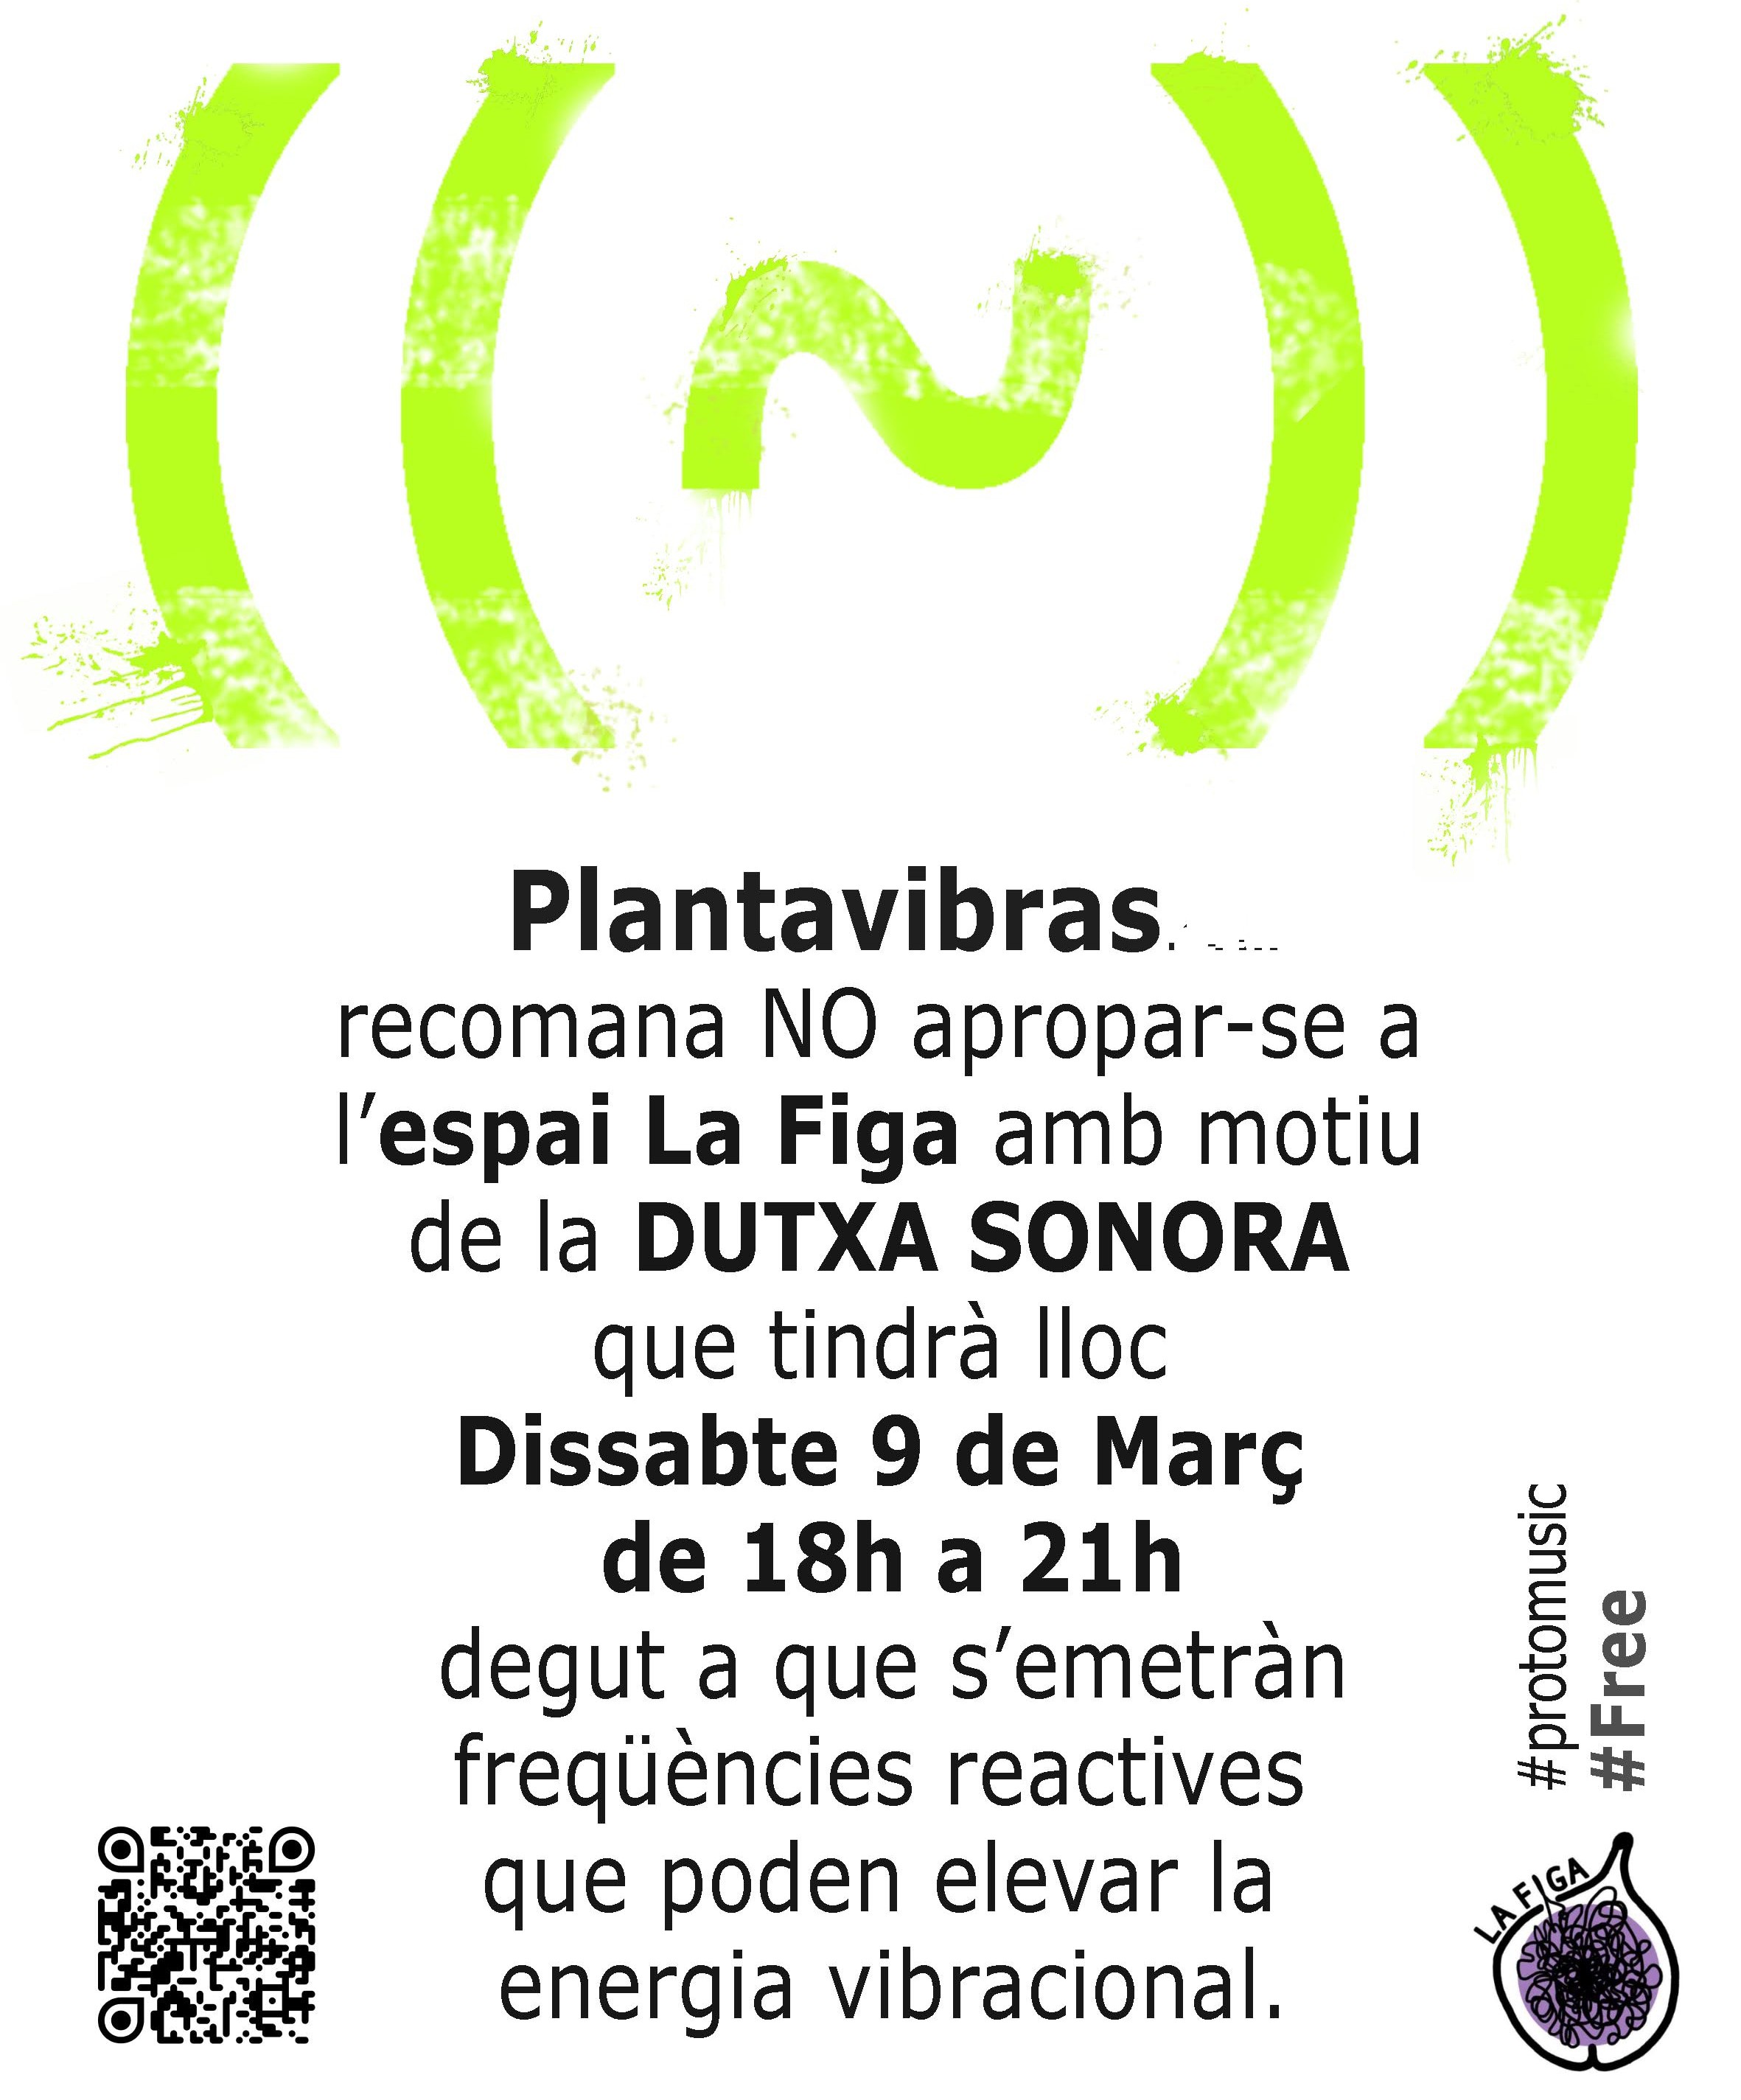 Plantavibras.
recomana NO apropar-se a
l’espai La Figa amb motiu
de la DUTXA SONORA
que tindrà lloc
Dissabte 9 de Març
de 18h a 21h
degut a que s’emetràn
freqüències reactives
que poden elevar la
energia vibracional.
#protomusic
#Free
LA FIGA